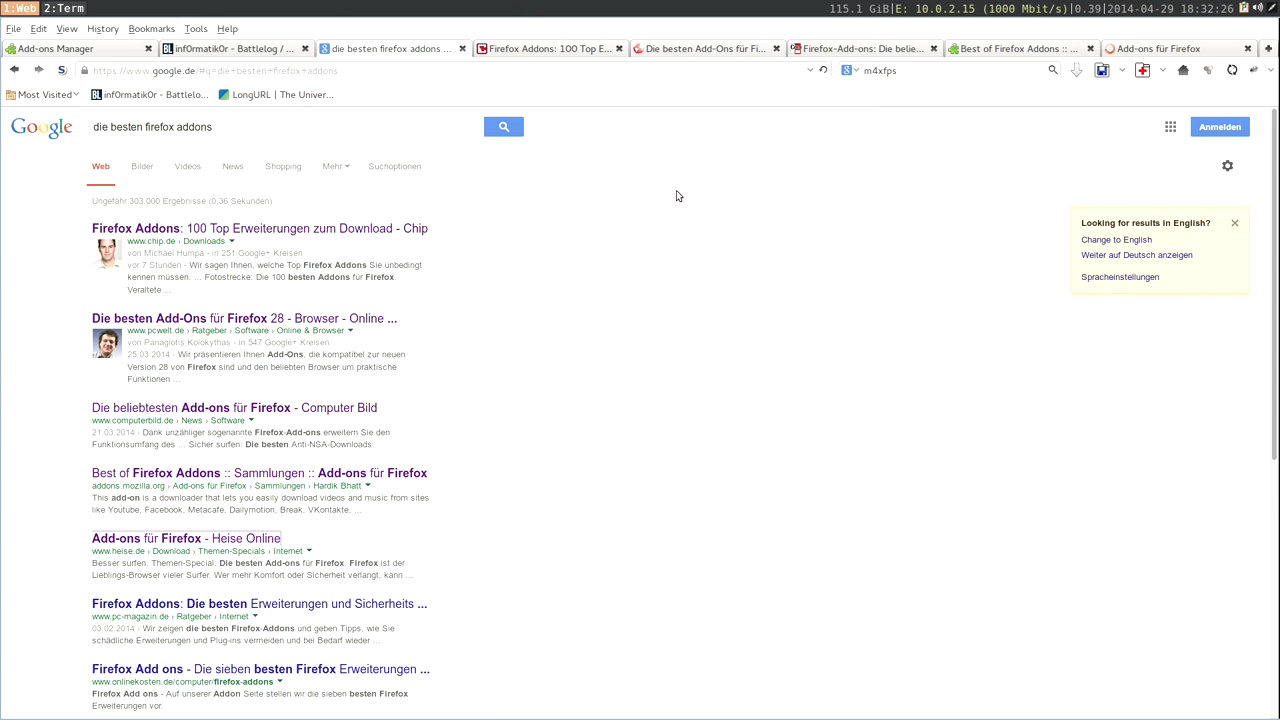 1:Web 2:Term
115.1 GiB|E: 10.0.2.15 (1000 Mbit/s)|0.39|2014-04-29 18:32:26
File Edit View History Bookmarks Tools Help
Add-ons Manager
BL inf0rmatik0r - Battlelog / ...
die besten firefox addons ...
Firefox Addons: 100 Top E...
Die besten Add-Ons für Fi...
Firefox-Addons: Die belie...
Best of Firefox Addons :: ...
Add-ons für Firefox
https://www.google.de/#q=die+besten+firefox+addons
m4xfps
Most Visited
BL inf0rmatik0r - Battlelo...
LongURL | The Univer...
Google
die besten firefox addons
Anmelden
Web Bilder Videos News Shopping Mehr Suchoptionen
Ungefähr 303.000 Ergebnisse (0,36 Sekunden)
Firefox Addons: 100 Top Erweiterungen zum Download - Chip
www.chip.de › Downloads
von Michael Humpa - in 251 Google+ Kreisen
vor 7 Stunden - Wir sagen Ihnen, welche Top Firefox Addons Sie unbedingt
kennen müssen. ... Fotostrecke: Die 100 besten Addons für Firefox.
Veraltete ...
Die besten Add-Ons für Firefox 28 - Browser - Online ...
www.pcwelt.de › Ratgeber › Software › Online & Browser
von Panagiotis Kolokythas - in 547 Google+ Kreisen
25.03.2014 - Wir präsentieren Ihnen Add-Ons, die kompatibel zur neuen
Version 28 von Firefox sind und den beliebten Browser um praktische
Funktionen ...
Die beliebtesten Add-ons für Firefox - Computer Bild
www.computerbild.de › News › Software
21.03.2014 - Dank unzähliger sogenannte Firefox-Add-ons erweitern Sie den
Funktionsumfang des ... Sicher surfen: Die besten Anti-NSA-Downloads.
Best of Firefox Addons :: Sammlungen :: Add-ons für Firefox
addons.mozilla.org › Add-ons für Firefox › Sammlungen › Hardik Bhatt
This add-on is a downloader that lets you easily download videos and music from sites
like Youtube, Facebook, Metacafe, Dailymotion, Break, VKontakte. ...
Add-ons für Firefox - Heise Online
www.heise.de › Download › Themen-Specials › Internet
Besser surfen. Themen-Special: Die besten Add-ons für Firefox. Firefox ist der
Lieblings-Browser vieler Surfer. Wer mehr Komfort oder Sicherheit verlangt, kann ...
Firefox Addons: Die besten Erweiterungen und Sicherheits ...
www.pc-magazin.de › Ratgeber › Internet
03.02.2014 - Wir zeigen die besten Firefox-Addons und geben Tipps, wie Sie
schädliche Erweiterungen und Plug-ins vermeiden und bei Bedarf wieder ...
Firefox Add ons - Die sieben besten Firefox Erweiterungen ...
www.onlinekosten.de/computer/firefox-addons
Firefox Add ons - Auf unserer Addon Seite stellen wir die sieben besten Firefox
Erweiterungen vor.
Looking for results in English?
Change to English
Weiter auf Deutsch anzeigen
Spracheinstellungen